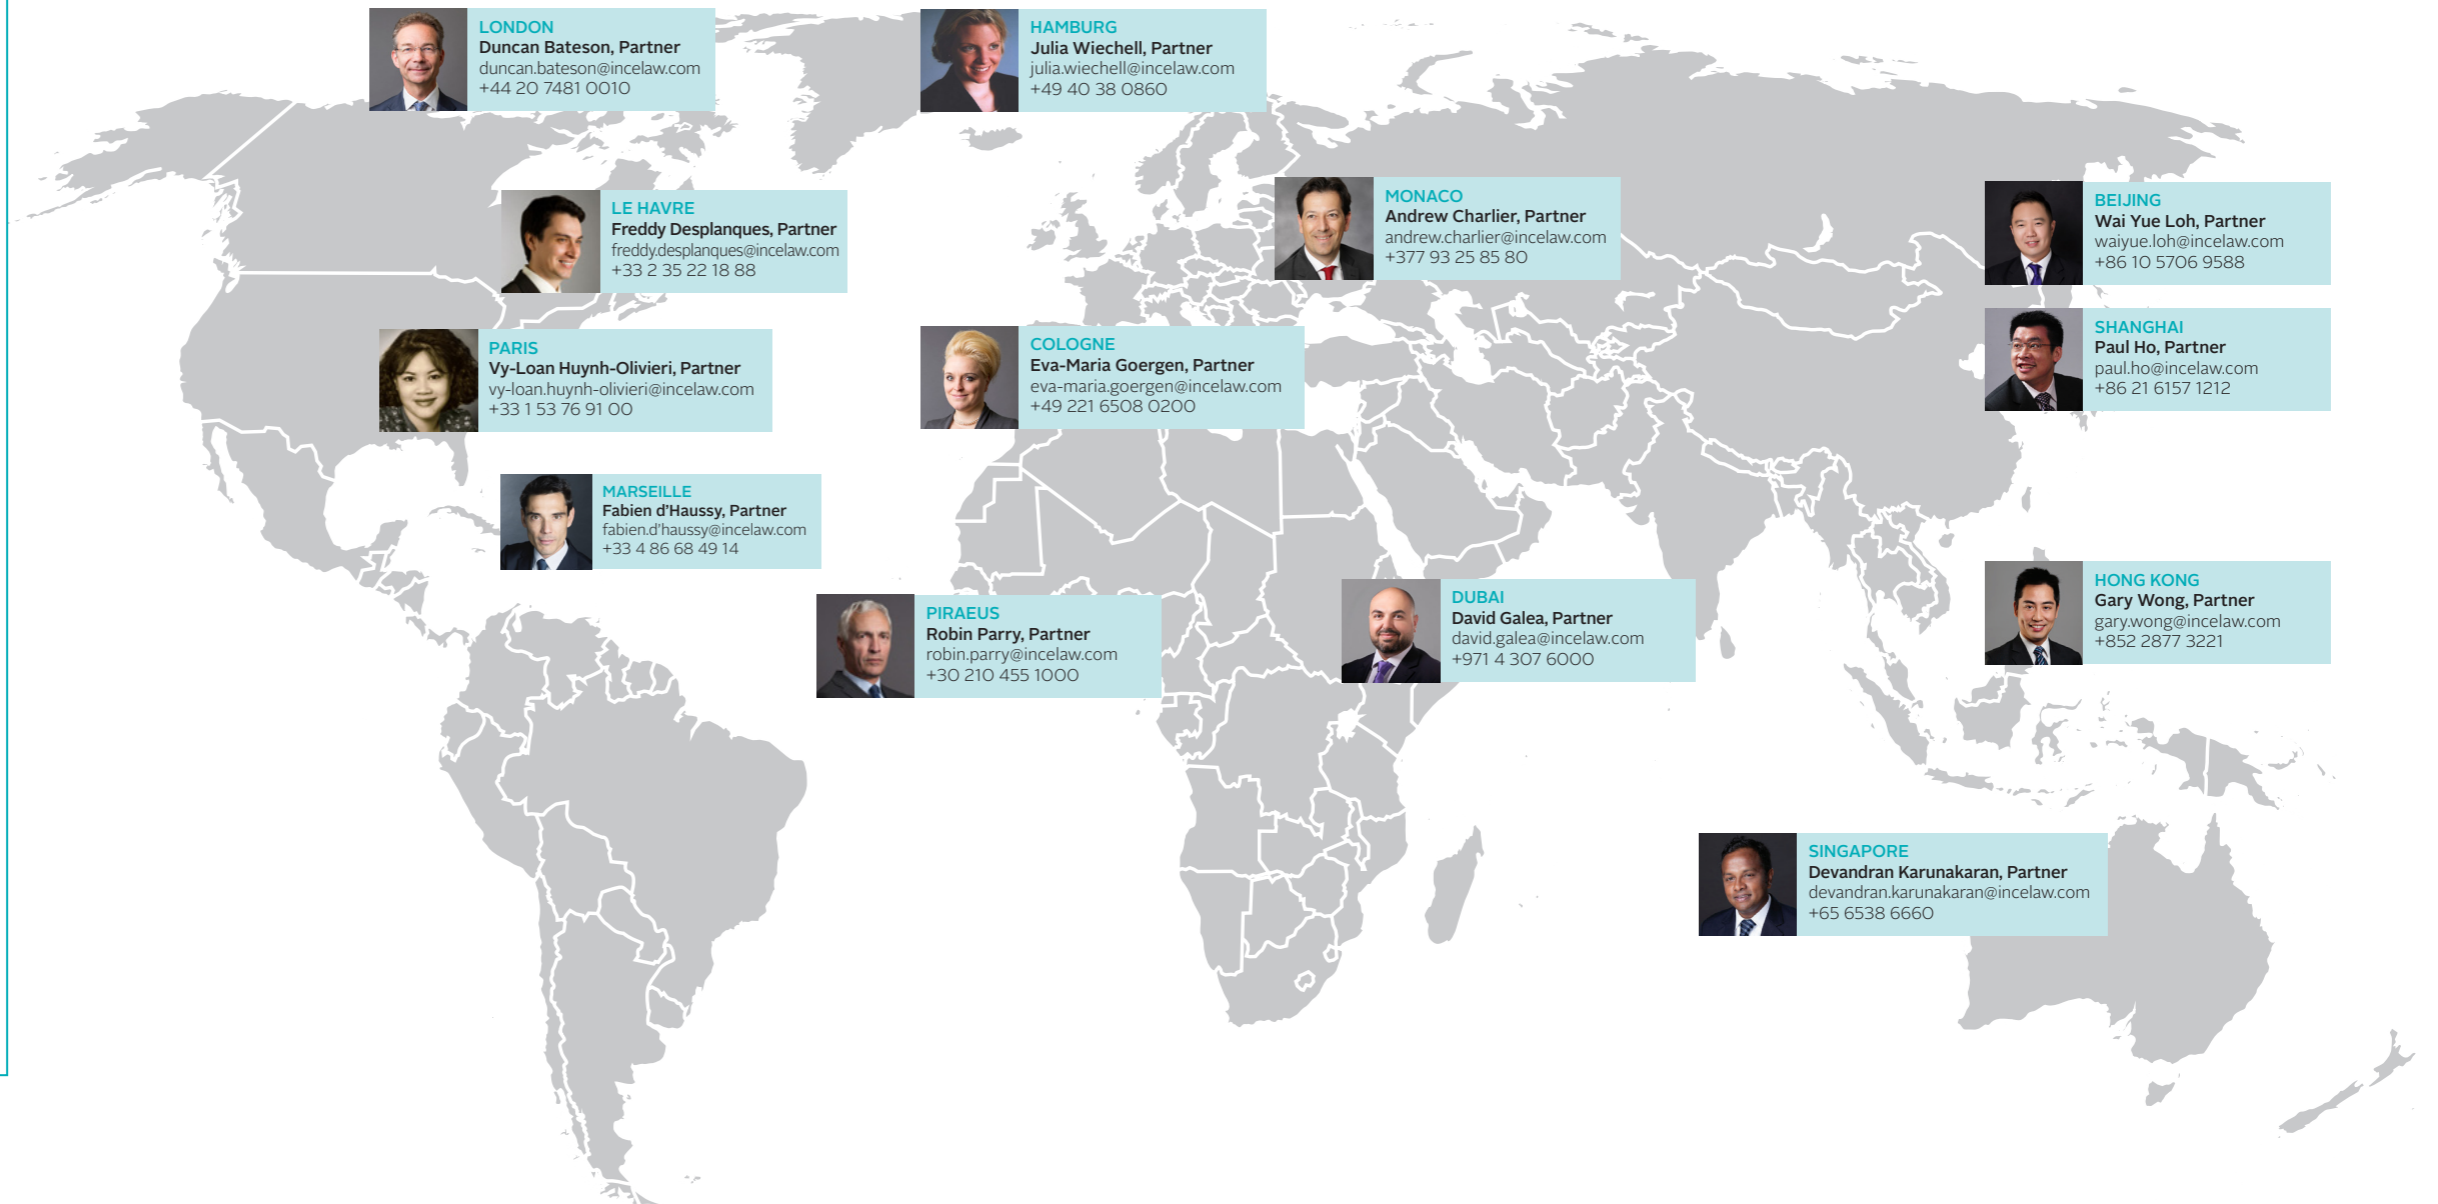 LONDON
Duncan Bateson, Partner
duncan.bateson@incelaw.com
+44 20 7481 0010
HAMBURG
Julia Wiechell, Partner
julia.wiechell@incelaw.com
+49 40 38 0860
LE HAVRE
Freddy Desplanques, Partner
freddy.desplanques@incelaw.com
+33 2 35 22 18 88
MONACO
Andrew Charlier, Partner
andrew.charlier@incelaw.com
+377 93 25 85 80
BEIJING
Wai Yue Loh, Partner
waiyue.loh@incelaw.com
+86 10 5706 9588
PARIS
Vy-Loan Huynh-Olivieri, Partner
vy-loan.huynh-olivieri@incelaw.com
+33 1 53 76 91 00
COLOGNE
Eva-Maria Goergen, Partner
eva-maria.goergen@incelaw.com
+49 221 6508 0200
SHANGHAI
Paul Ho, Partner
paul.ho@incelaw.com
+86 21 6157 1212
MARSEILLE
Fabien d’Haussy, Partner
fabien.d’haussy@incelaw.com
+33 4 86 68 49 14
PIRAEUS
Robin Parry, Partner
robin.parry@incelaw.com
+30 210 455 1000
DUBAI
David Galea, Partner
david.galea@incelaw.com
+971 4 307 6000
HONG KONG
Gary Wong, Partner
gary.wong@incelaw.com
+852 2877 3221
SINGAPORE
Devandran Karunakaran, Partner
devandran.karunakaran@incelaw.com
+65 6538 6660